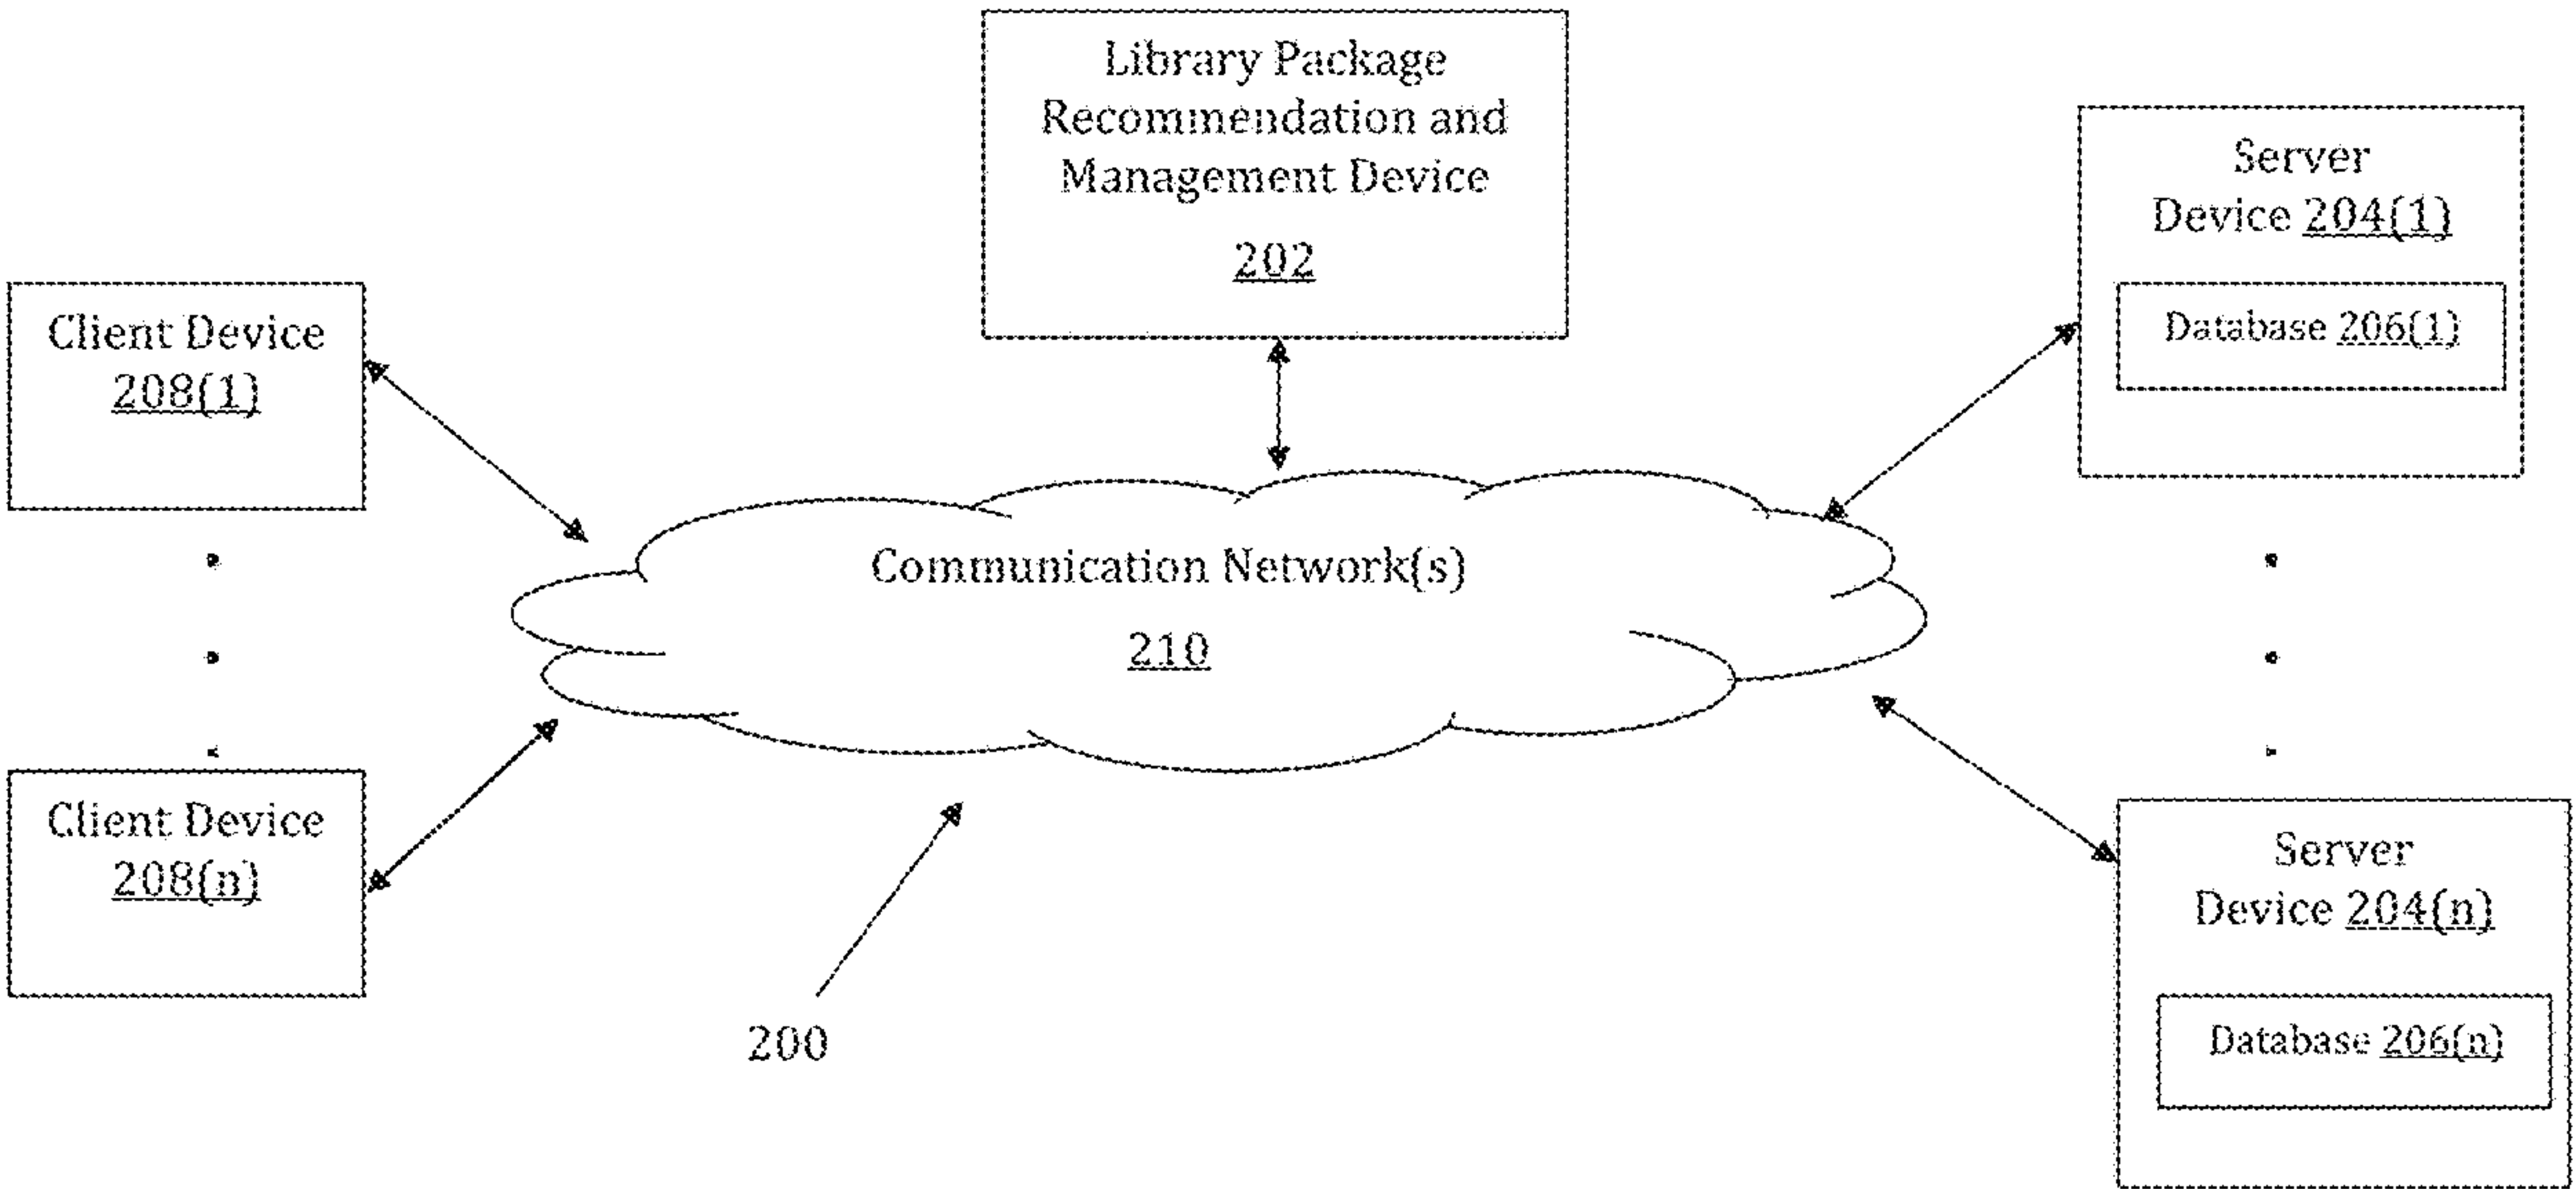 Library Package
Recommendation and
Management Device
202
Server
Device 204(1)
Database 206(1)
Client Device
208(1)
Communication Network(s)
210
Client Device
208(n)
Server
Device 204(n)
Database 206(n)
200